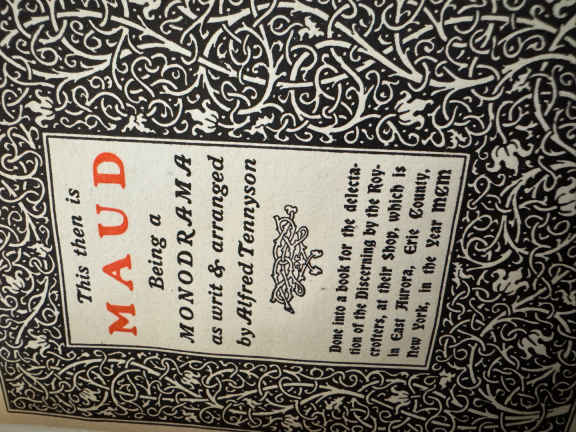 This then is
MAUD
Being a
MONODRAMA
as writ & arranged
by Alfred Tennyson
Done into a book for the delecta-
tion of the Discerning by the Roy-
crofters, at their Shop, which is
in East Aurora, Erie County,
New York, in the Year MCM